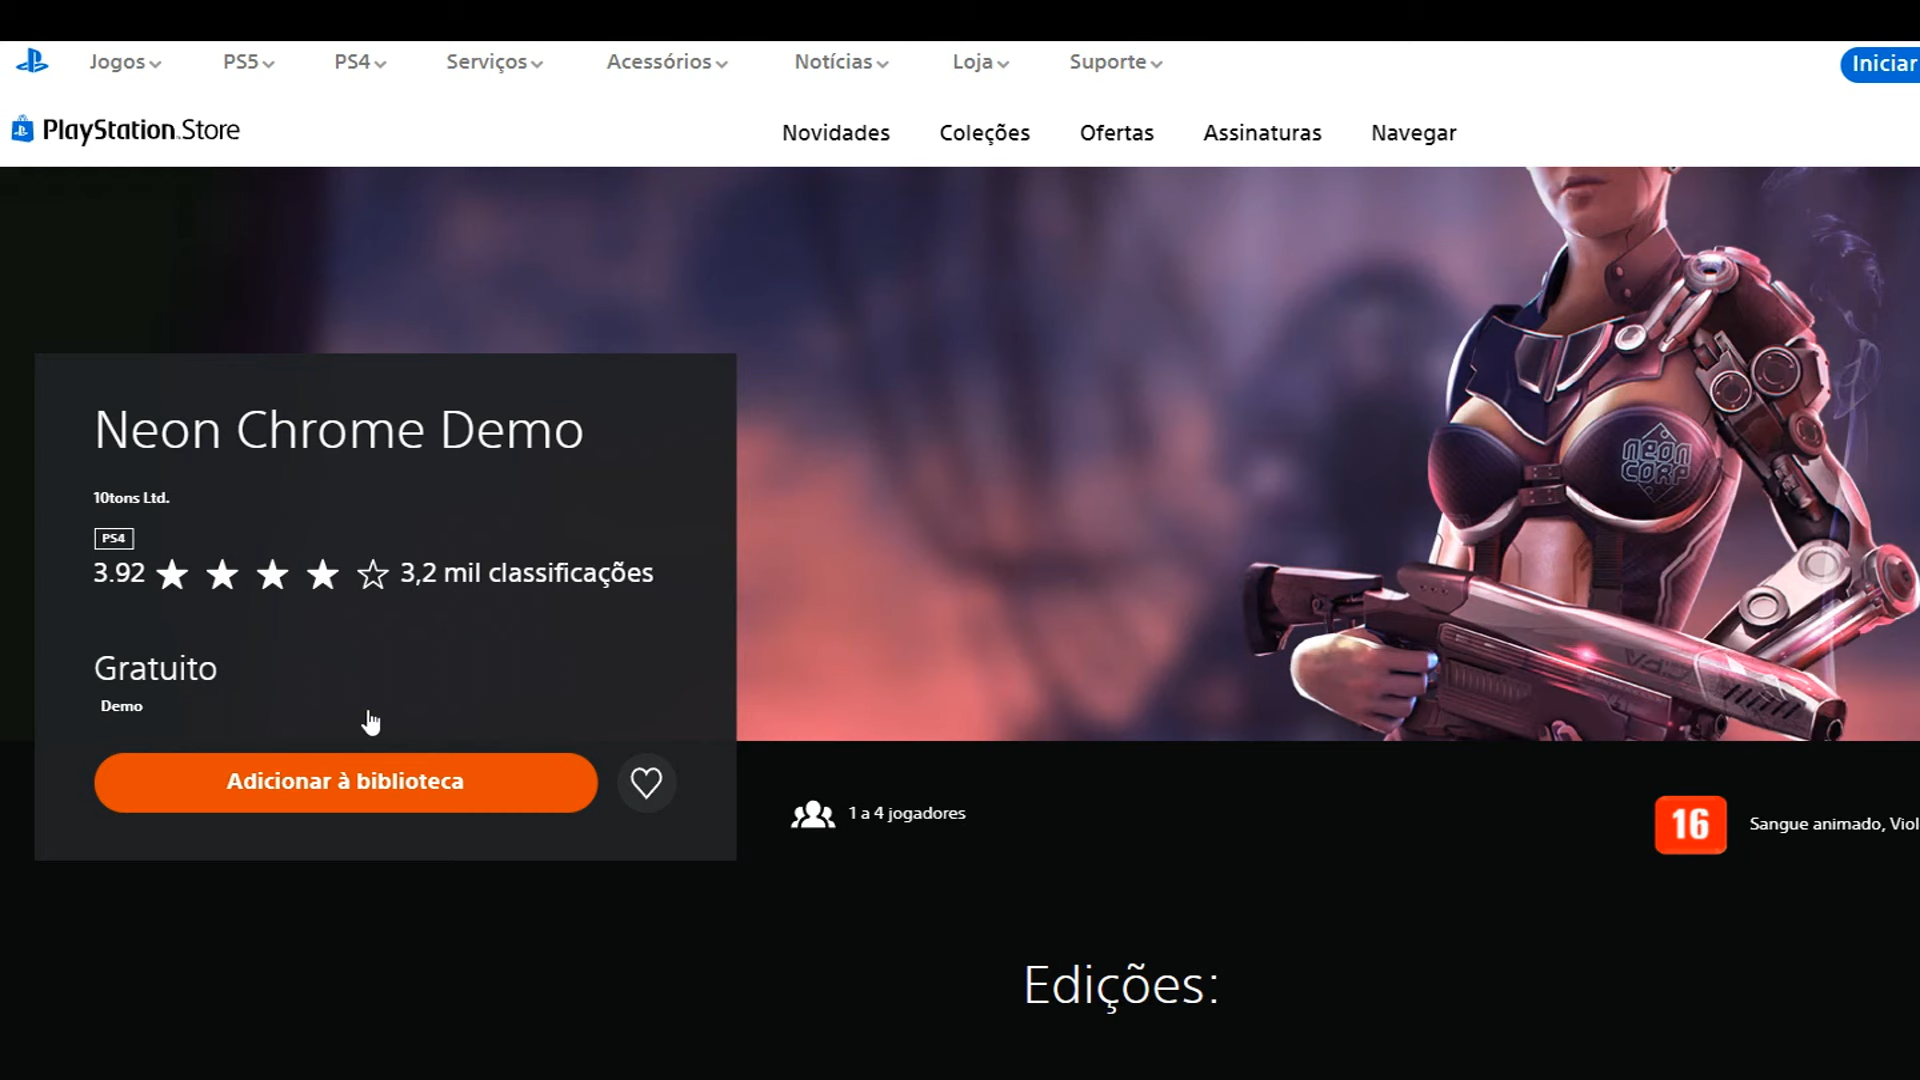 Jogos PS5 PS4 Serviços Acessórios Notícias Loja Suporte Iniciar
PlayStation Store
Novidades Coleções Ofertas Assinaturas Navegar
neon
CORP
Neon Chrome Demo
10tons Ltd.
PS4
3.92 3,2 mil classificações
Gratuito
Demo
Adicionar à biblioteca
1 a 4 jogadores
16 Sangue animado, Viol
Edições: